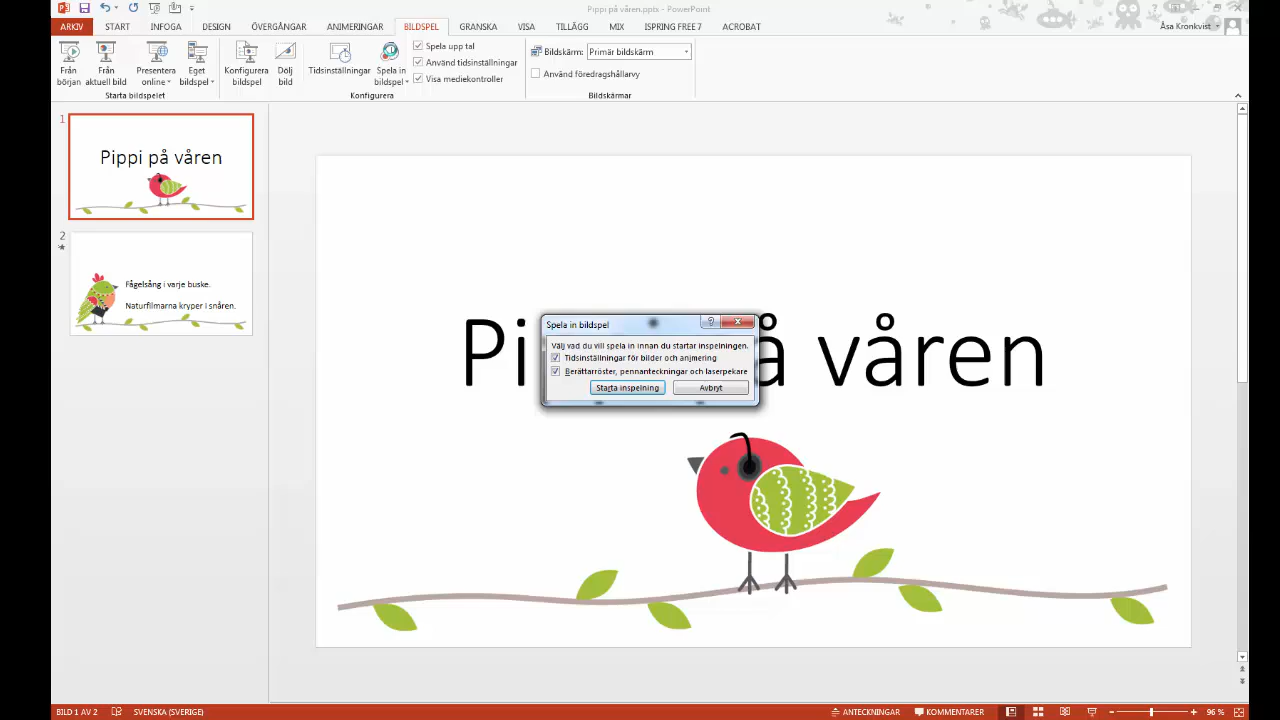 Pippi på våren.pptx - PowerPoint
ARKIV START INFOGA DESIGN ÖVERGÅNGAR ANIMERINGAR BILDSPEL GRANSKA VISA TILLÄGG MIX ISPRING FREE 7 ACROBAT Åsa Kronkvist
Från början
Från aktuell bild
Presentera online
Eget bildspel
Konfigurera bildspel
Dölj bild
Tidsinställningar
Spela in bildspel
Spela upp tal
Använd tidsinställningar
Visa mediekontroller
Bildskärm: Primär bildskärm
Använd föredragshållarvy
Starta bildspelet Konfigurera Bildskärmar
1
Pippi på våren
2
Fågelsång i varje buske.
Naturfilmarna kryper i snåren.
Pi å våren
Spela in bildspel
Välj vad du vill spela in innan du startar inspelningen.
Tidsinställningar för bilder och animering
Berättarröster, pennanteckningar och laserpekare
Starta inspelning Avbryt
BILD 1 AV 2 SVENSKA (SVERIGE) ANTECKNINGAR KOMMENTARER 96 %